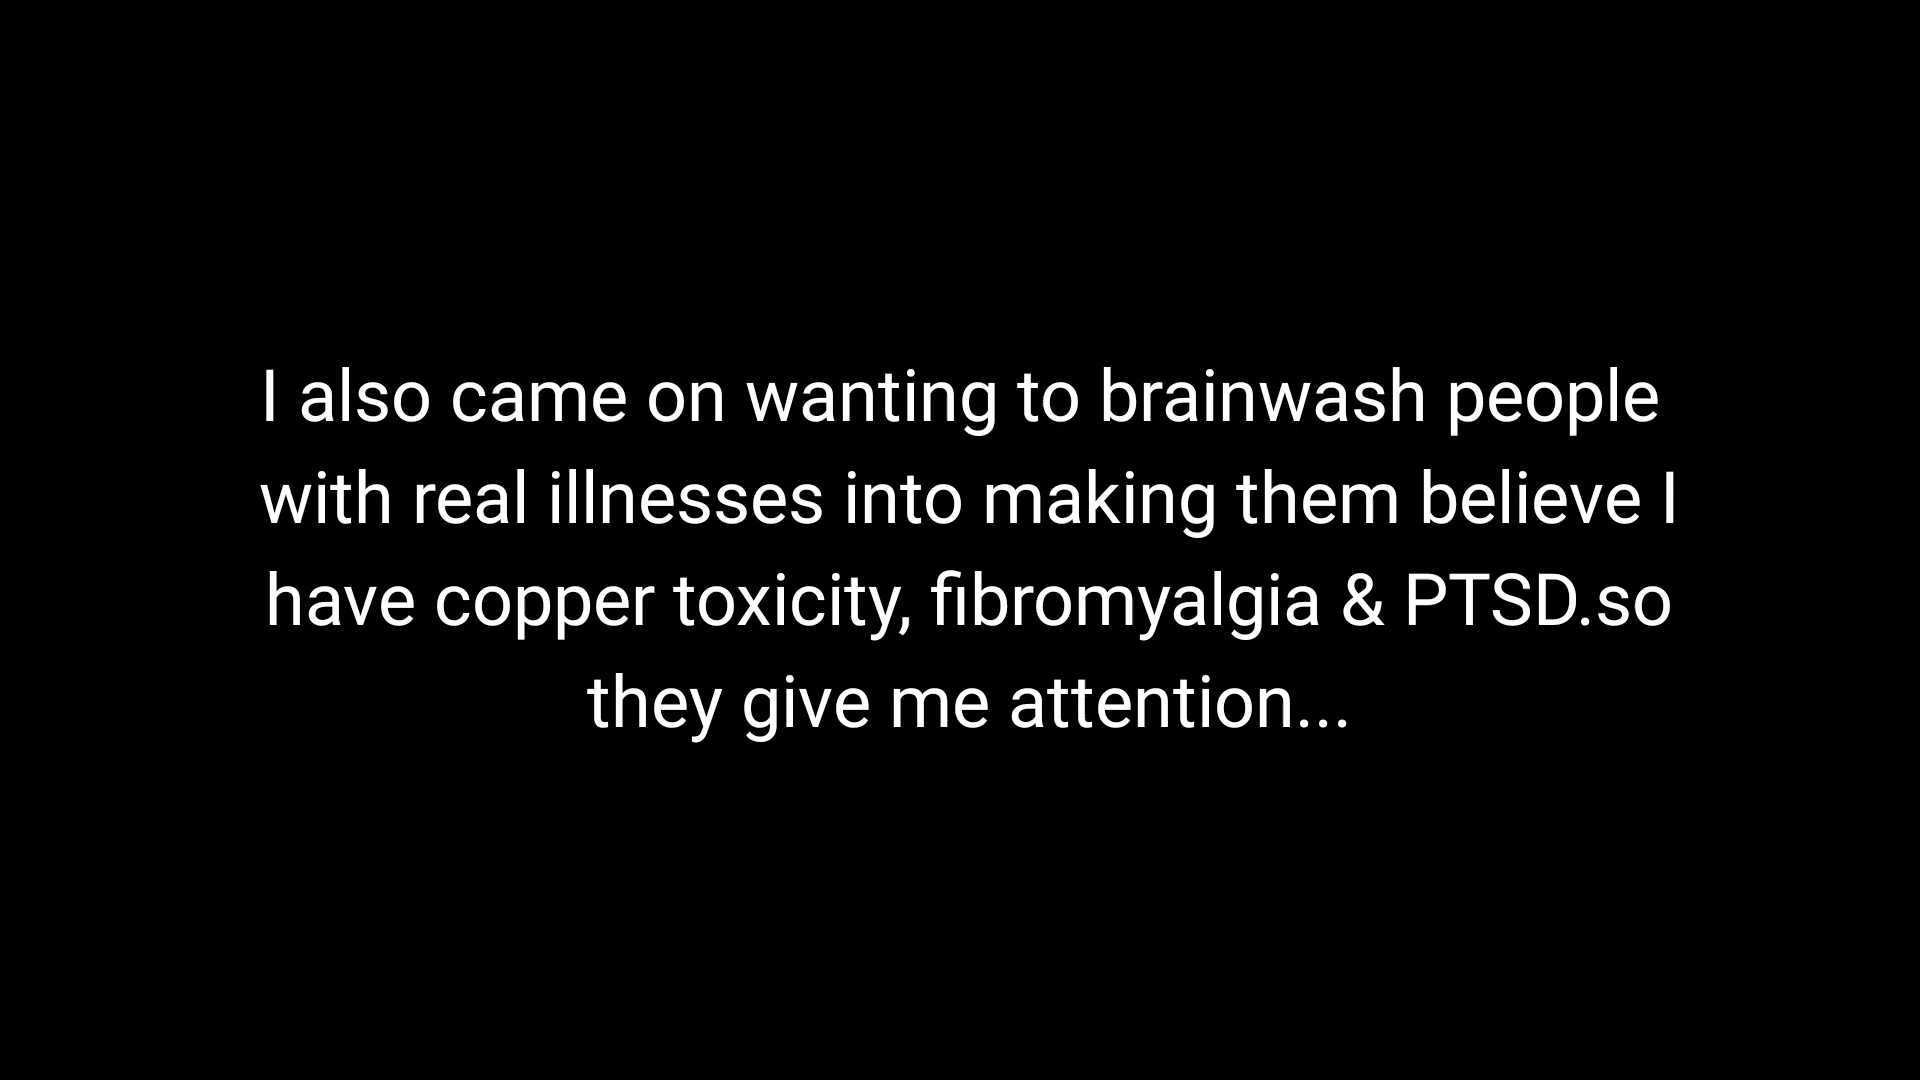 I also came on wanting to brainwash people
with real illnesses into making them believe I
have copper toxicity, fibromyalgia & PTSD.so
they give me attention...